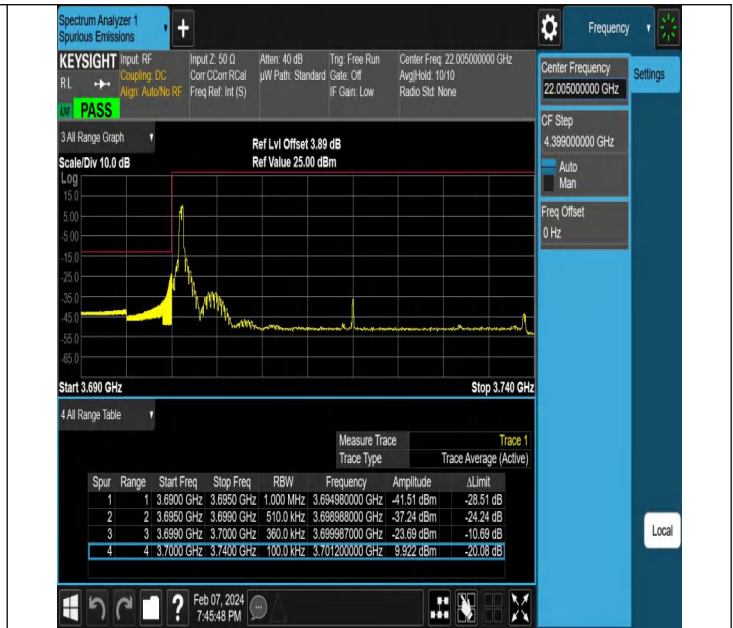 Spectrum Analyzer 1
Spurious Emissions
+
Frequency
KEYSIGHT
Input: RF
Input Z: 50 Ω
Atten: 40 dB
Trig: Free Run
Center Freq: 22.005000000 GHz
RL
Coupling: DC
Corr CCorr RCal
µW Path: Standard
Gate: Off
Avg|Hold: 10/10
Align: Auto/No RF
Freq Ref: Int (S)
IF Gain: Low
Radio Std: None
PASS
Center Frequency
22.005000000 GHz
Settings
CF Step
4.399000000 GHz
Auto
Man
Freq Offset
0 Hz
3 All Range Graph
Ref Lvl Offset 3.89 dB
Scale/Div 10.0 dB
Ref Value 25.00 dBm
Log
15.0
5.00
-5.00
-15.0
-25.0
-35.0
-45.0
-55.0
-65.0
Start 3.690 GHz
Stop 3.740 GHz
4 All Range Table
Measure Trace Trace 1
Trace Type Trace Average (Active)
Spur Range Start Freq Stop Freq RBW Frequency Amplitude ΔLimit
1 1 3.6900 GHz 3.6950 GHz 1.000 MHz 3.694980000 GHz -41.51 dBm -28.51 dB
2 2 3.6950 GHz 3.6990 GHz 510.0 kHz 3.698988000 GHz -37.24 dBm -24.24 dB
3 3 3.6990 GHz 3.7000 GHz 360.0 kHz 3.699987000 GHz -23.69 dBm -10.69 dB
4 4 3.7000 GHz 3.7400 GHz 100.0 kHz 3.701200000 GHz 9.922 dBm -20.08 dB
Local
?
Feb 07, 2024
7:45:48 PM